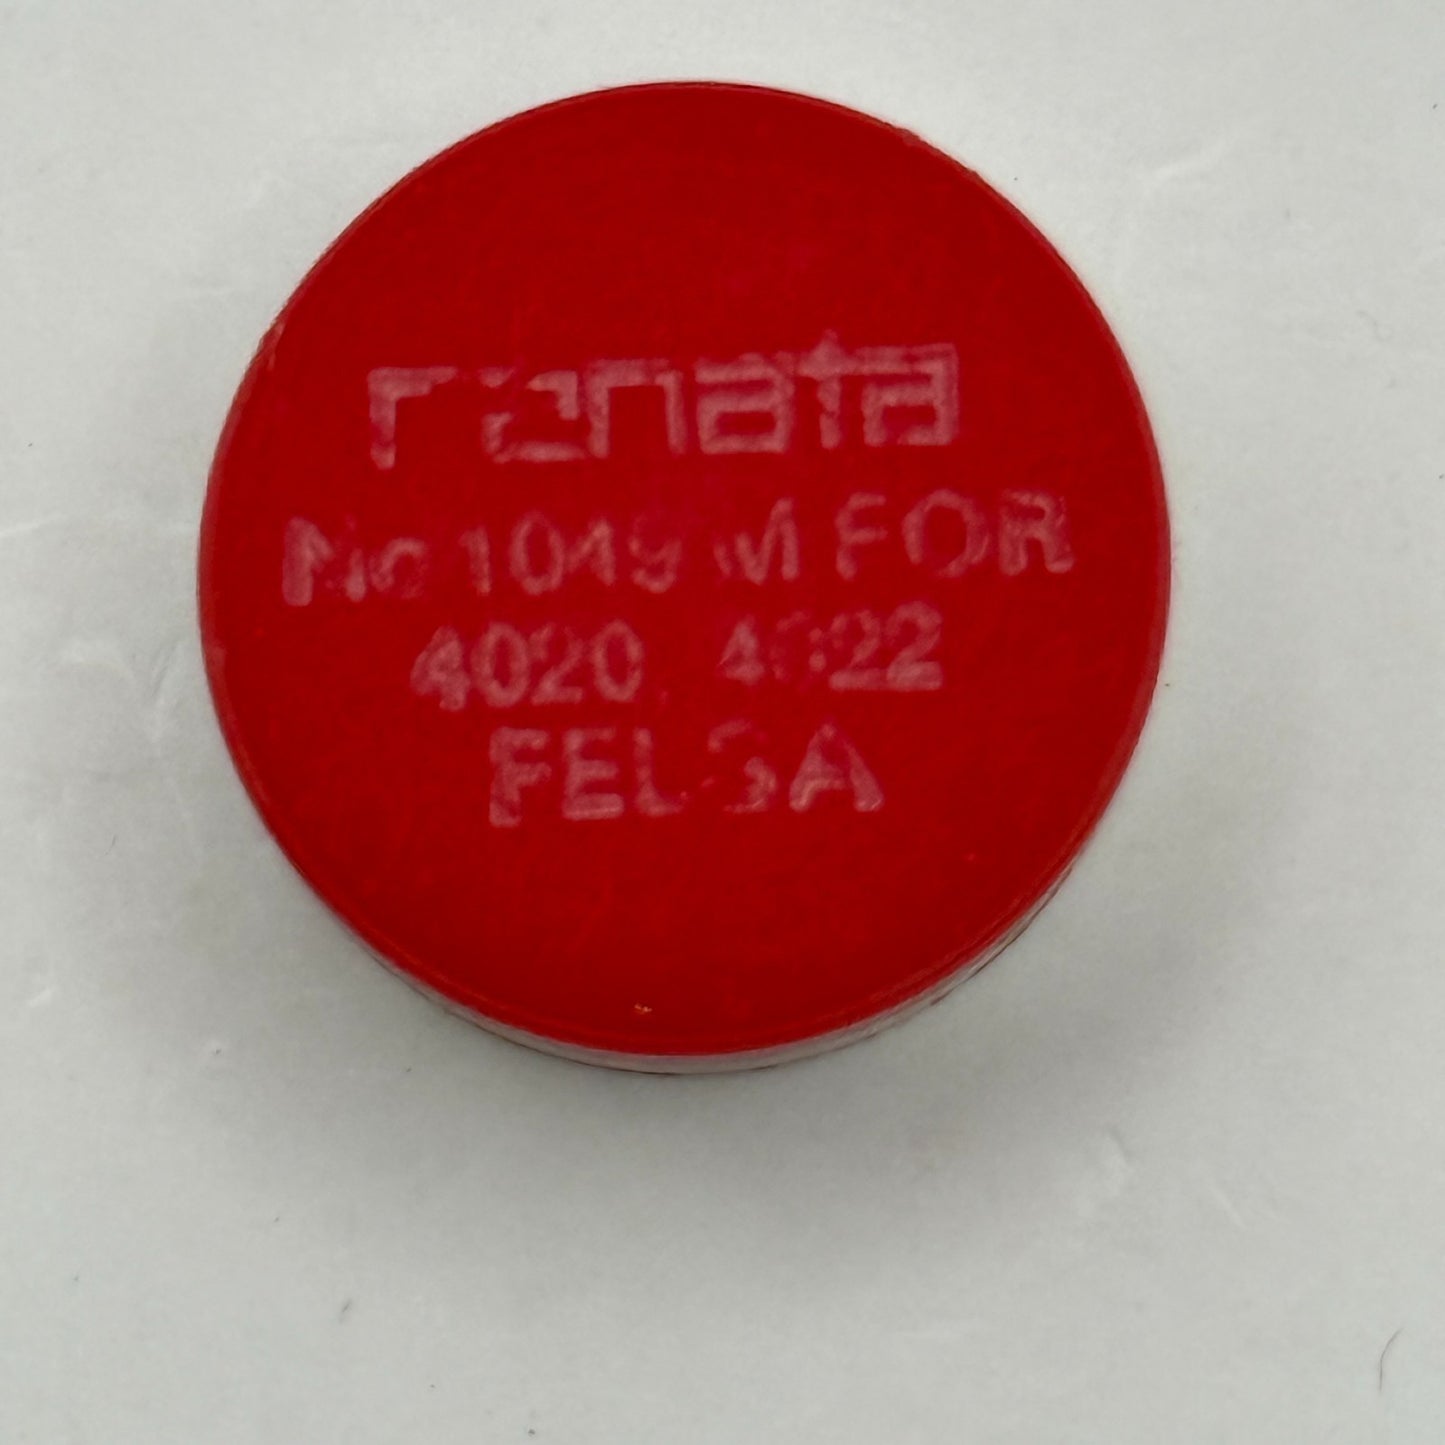 renata
No 1049 M FOR
4020, 4022
FELSA